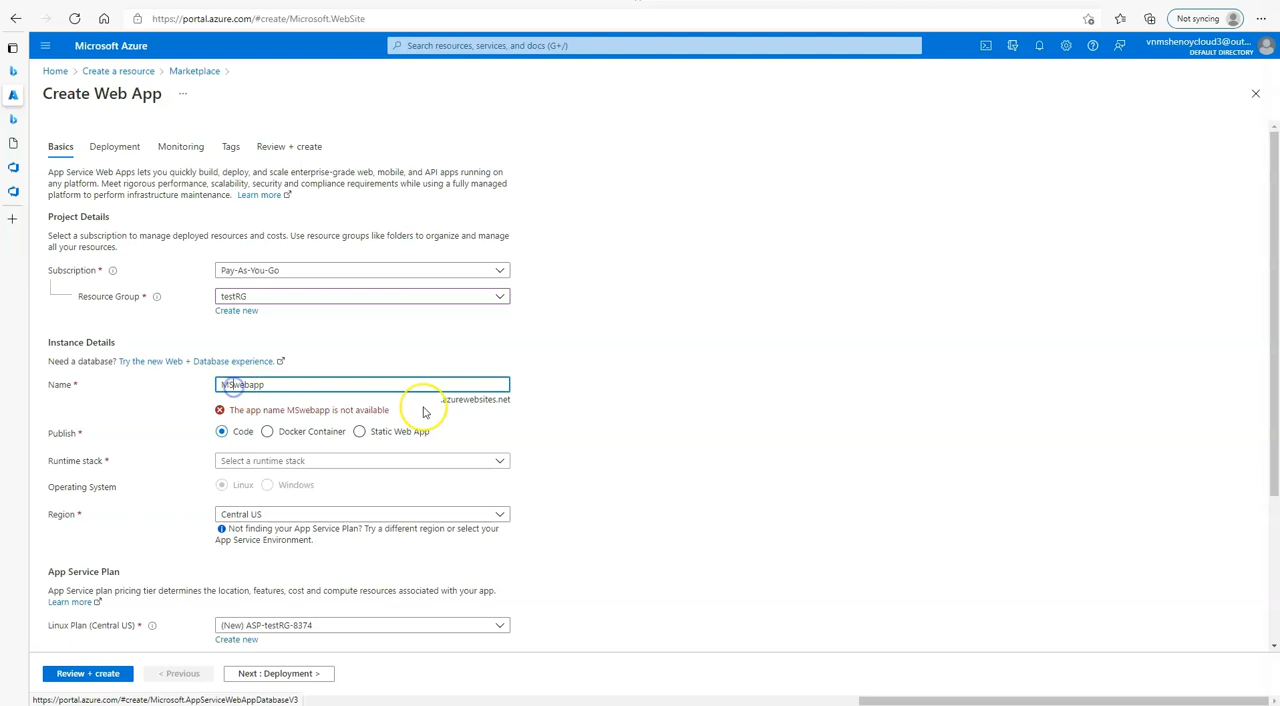 https://portal.azure.com/#create/Microsoft.WebSite
Not syncing
Microsoft Azure
Search resources, services, and docs (G+/)
vnmshenoycloud3@out...
DEFAULT DIRECTORY
Home > Create a resource > Marketplace >
Create Web App ...
Basics Deployment Monitoring Tags Review + create
App Service Web Apps lets you quickly build, deploy, and scale enterprise-grade web, mobile, and API apps running on
any platform. Meet rigorous performance, scalability, security and compliance requirements while using a fully managed
platform to perform infrastructure maintenance. Learn more
Project Details
Select a subscription to manage deployed resources and costs. Use resource groups like folders to organize and manage
all your resources.
Subscription * Pay-As-You-Go
Resource Group * testRG
Create new
Instance Details
Need a database? Try the new Web + Database experience.
Name * MSwebapp
.azurewebsites.net
The app name MSwebapp is not available
Publish * Code Docker Container Static Web App
Runtime stack * Select a runtime stack
Operating System Linux Windows
Region * Central US
Not finding your App Service Plan? Try a different region or select your
App Service Environment.
App Service Plan
App Service plan pricing tier determines the location, features, cost and compute resources associated with your app.
Learn more
Linux Plan (Central US) * (New) ASP-testRG-8374
Create new
Review + create < Previous Next : Deployment >
https://portal.azure.com/#create/Microsoft.AppServiceWebAppDatabaseV3